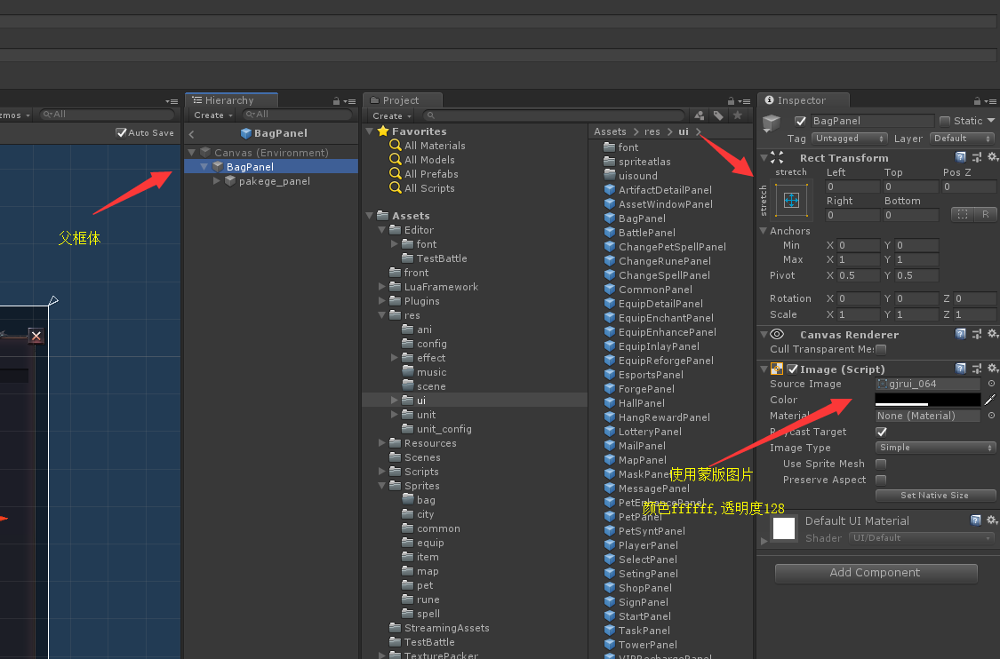 zmos
All
Auto Save
Hierarchy
Create
All
BagPanel
Canvas (Environment)
BagPanel
pakege_panel
父框体
Project
Create
Favorites
All Materials
All Models
All Prefabs
All Scripts
Assets
Editor
font
TestBattle
front
LuaFramework
Plugins
res
ani
config
effect
music
scene
ui
unit
unit_config
Resources
Scenes
Scripts
Sprites
bag
city
common
equip
item
map
pet
rune
spell
StreamingAssets
TestBattle
TexturePacker
Assets > res > ui >
font
spriteatlas
uisound
ArtifactDetailPanel
AssetWindowPanel
BagPanel
BattlePanel
ChangePetSpellPanel
ChangeRunePanel
ChangeSpellPanel
CommonPanel
EquipDetailPanel
EquipEnchantPanel
EquipEnhancePanel
EquipInlayPanel
EquipReforgePanel
EsportsPanel
ForgePanel
HallPanel
HangRewardPanel
LotteryPanel
MailPanel
MapPanel
MaskPanel
MessagePanel
PetEnhancePanel
PetPanel
PetSyntPanel
PlayerPanel
SelectPanel
SetingPanel
ShopPanel
SignPanel
StartPanel
TaskPanel
TowerPanel
VIPRechargePanel
使用蒙版图片
颜色ffffff,透明度128
Inspector
BagPanel
Static
Tag Untagged Layer Default
Rect Transform
stretch
stretch
Left Top Pos Z
0 0 0
Right Bottom
0 0
R
Anchors
Min X 0 Y 0
Max X 1 Y 1
Pivot X 0.5 Y 0.5
Rotation X 0 Y 0 Z 0
Scale X 1 Y 1 Z 1
Canvas Renderer
Cull Transparent Me:
Image (Script)
Source Image gjrui_064
Color
Material None (Material)
Raycast Target
Image Type Simple
Use Sprite Mesh
Preserve Aspect
Set Native Size
Default UI Material
Shader UI/Default
Add Component